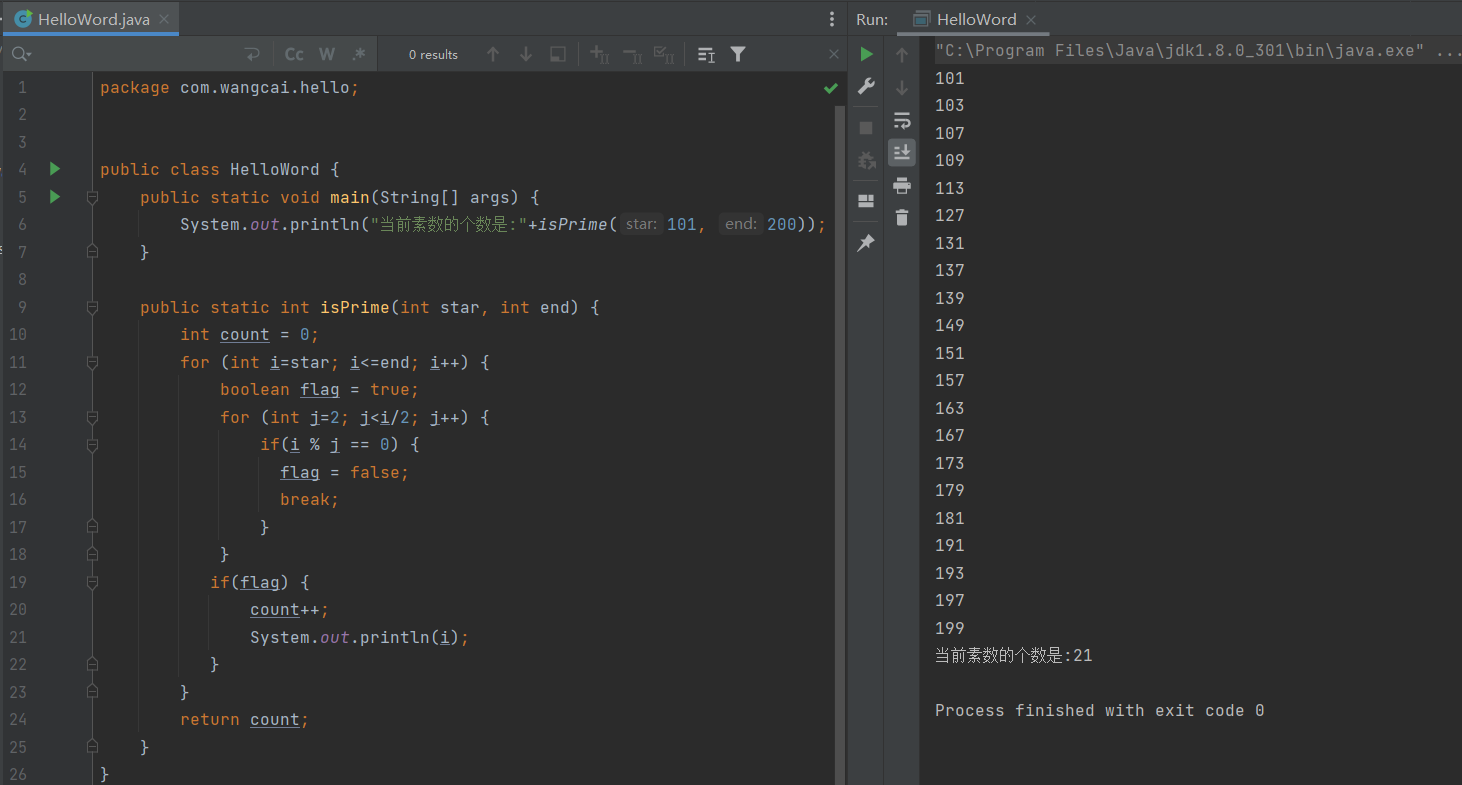 HelloWord.java
Cc W .*
0 results
1 package com.wangcai.hello;
2
3
4 public class HelloWord {
5 public static void main(String[] args) {
6 System.out.println("当前素数的个数是:"+isPrime( star: 101, end: 200));
7 }
8
9 public static int isPrime(int star, int end) {
10 int count = 0;
11 for (int i=star; i<=end; i++) {
12 boolean flag = true;
13 for (int j=2; j<i/2; j++) {
14 if(i % j == 0) {
15 flag = false;
16 break;
17 }
18 }
19 if(flag) {
20 count++;
21 System.out.println(i);
22 }
23 }
24 return count;
25 }
26 }
Run: HelloWord
"C:\Program Files\Java\jdk1.8.0_301\bin\java.exe" ...
101
103
107
109
113
127
131
137
139
149
151
157
163
167
173
179
181
191
193
197
199
当前素数的个数是:21
Process finished with exit code 0